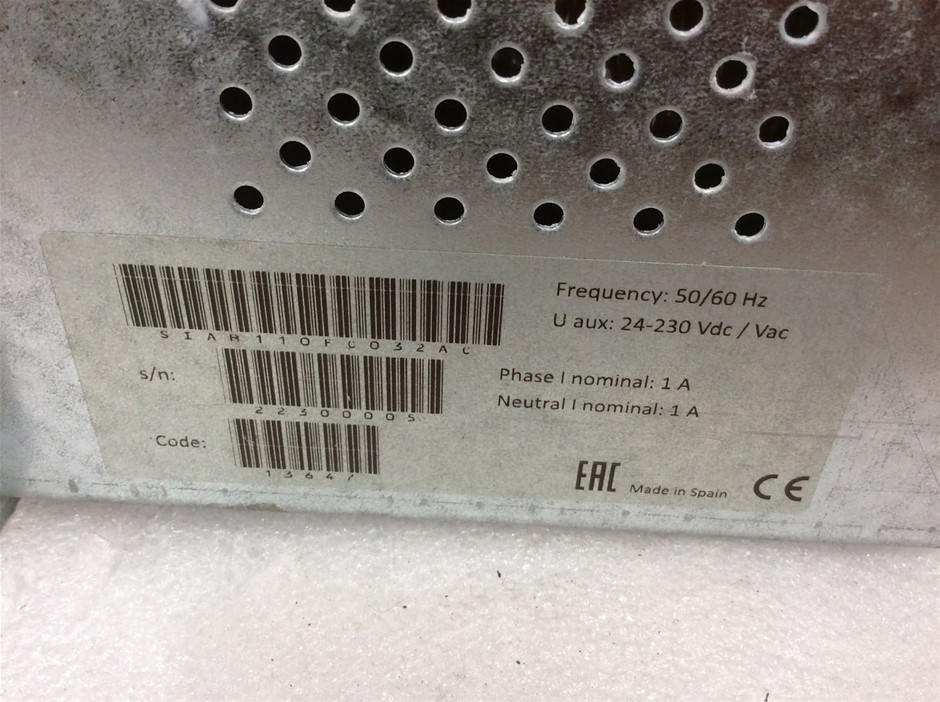 SIAB110FC032AC
s/n:
22300005
Code:
13647
Frequency: 50/60 Hz
U aux: 24-230 Vdc / Vac
Phase I nominal: 1 A
Neutral I nominal: 1 A
EAC Made in Spain CE